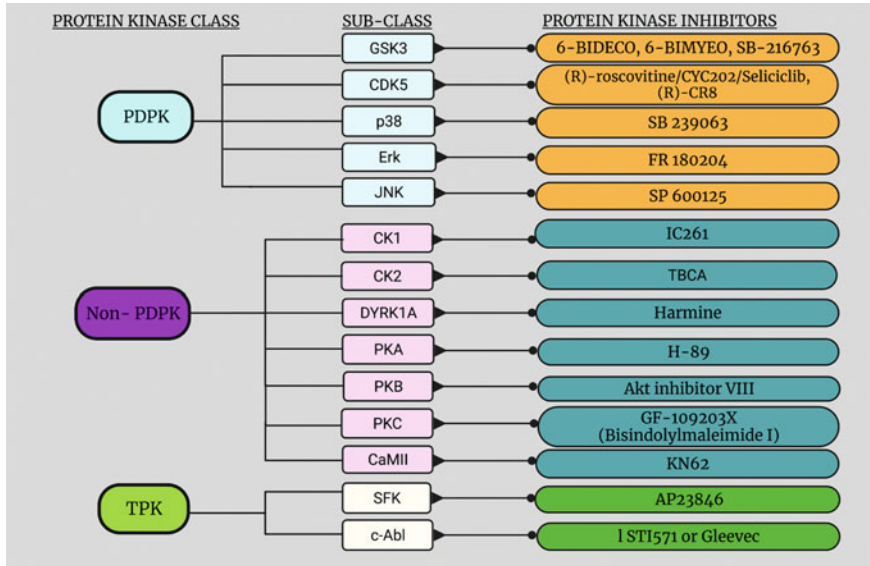 PROTEIN KINASE CLASS SUB-CLASS PROTEIN KINASE INHIBITORS
GSK3 6-BIDECO, 6-BIMYEO, SB-216763
CDK5 (R)-roscovitine/CYC202/Seliciclib,
(R)-CR8
PDPK
p38 SB 239063
Erk FR 180204
JNK SP 600125
CK1 IC261
CK2 TBCA
Non- PDPK
DYRK1A Harmine
PKA H-89
PKB Akt inhibitor VIII
PKC GF-109203X
(Bisindolylmaleimide I)
CaMII KN62
TPK
SFK AP23846
c-Abl l STI571 or Gleevec